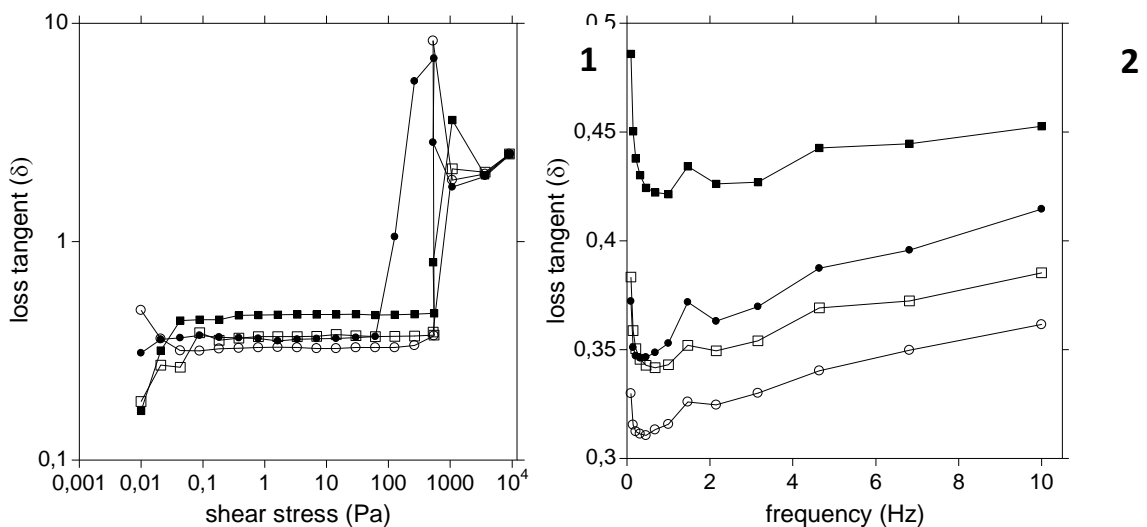 10
1
0,1
loss tangent (δ)
0,001 0,01 0,1 1 10 100 1000 10⁴
shear stress (Pa)
1
0,5
0,45
0,4
0,35
0,3
loss tangent (δ)
0 2 4 6 8 10
frequency (Hz)
2